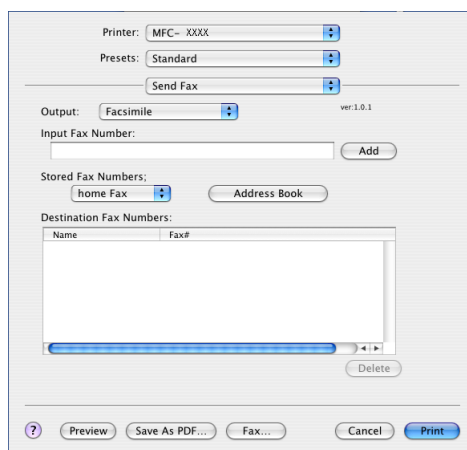 Printer: MFC- XXXX
Presets: Standard
Send Fax
Output: Facsimile ver:1.0.1
Input Fax Number:
Add
Stored Fax Numbers;
home Fax Address Book
Destination Fax Numbers:
Name Fax#
Delete
? Preview Save As PDF... Fax... Cancel Print